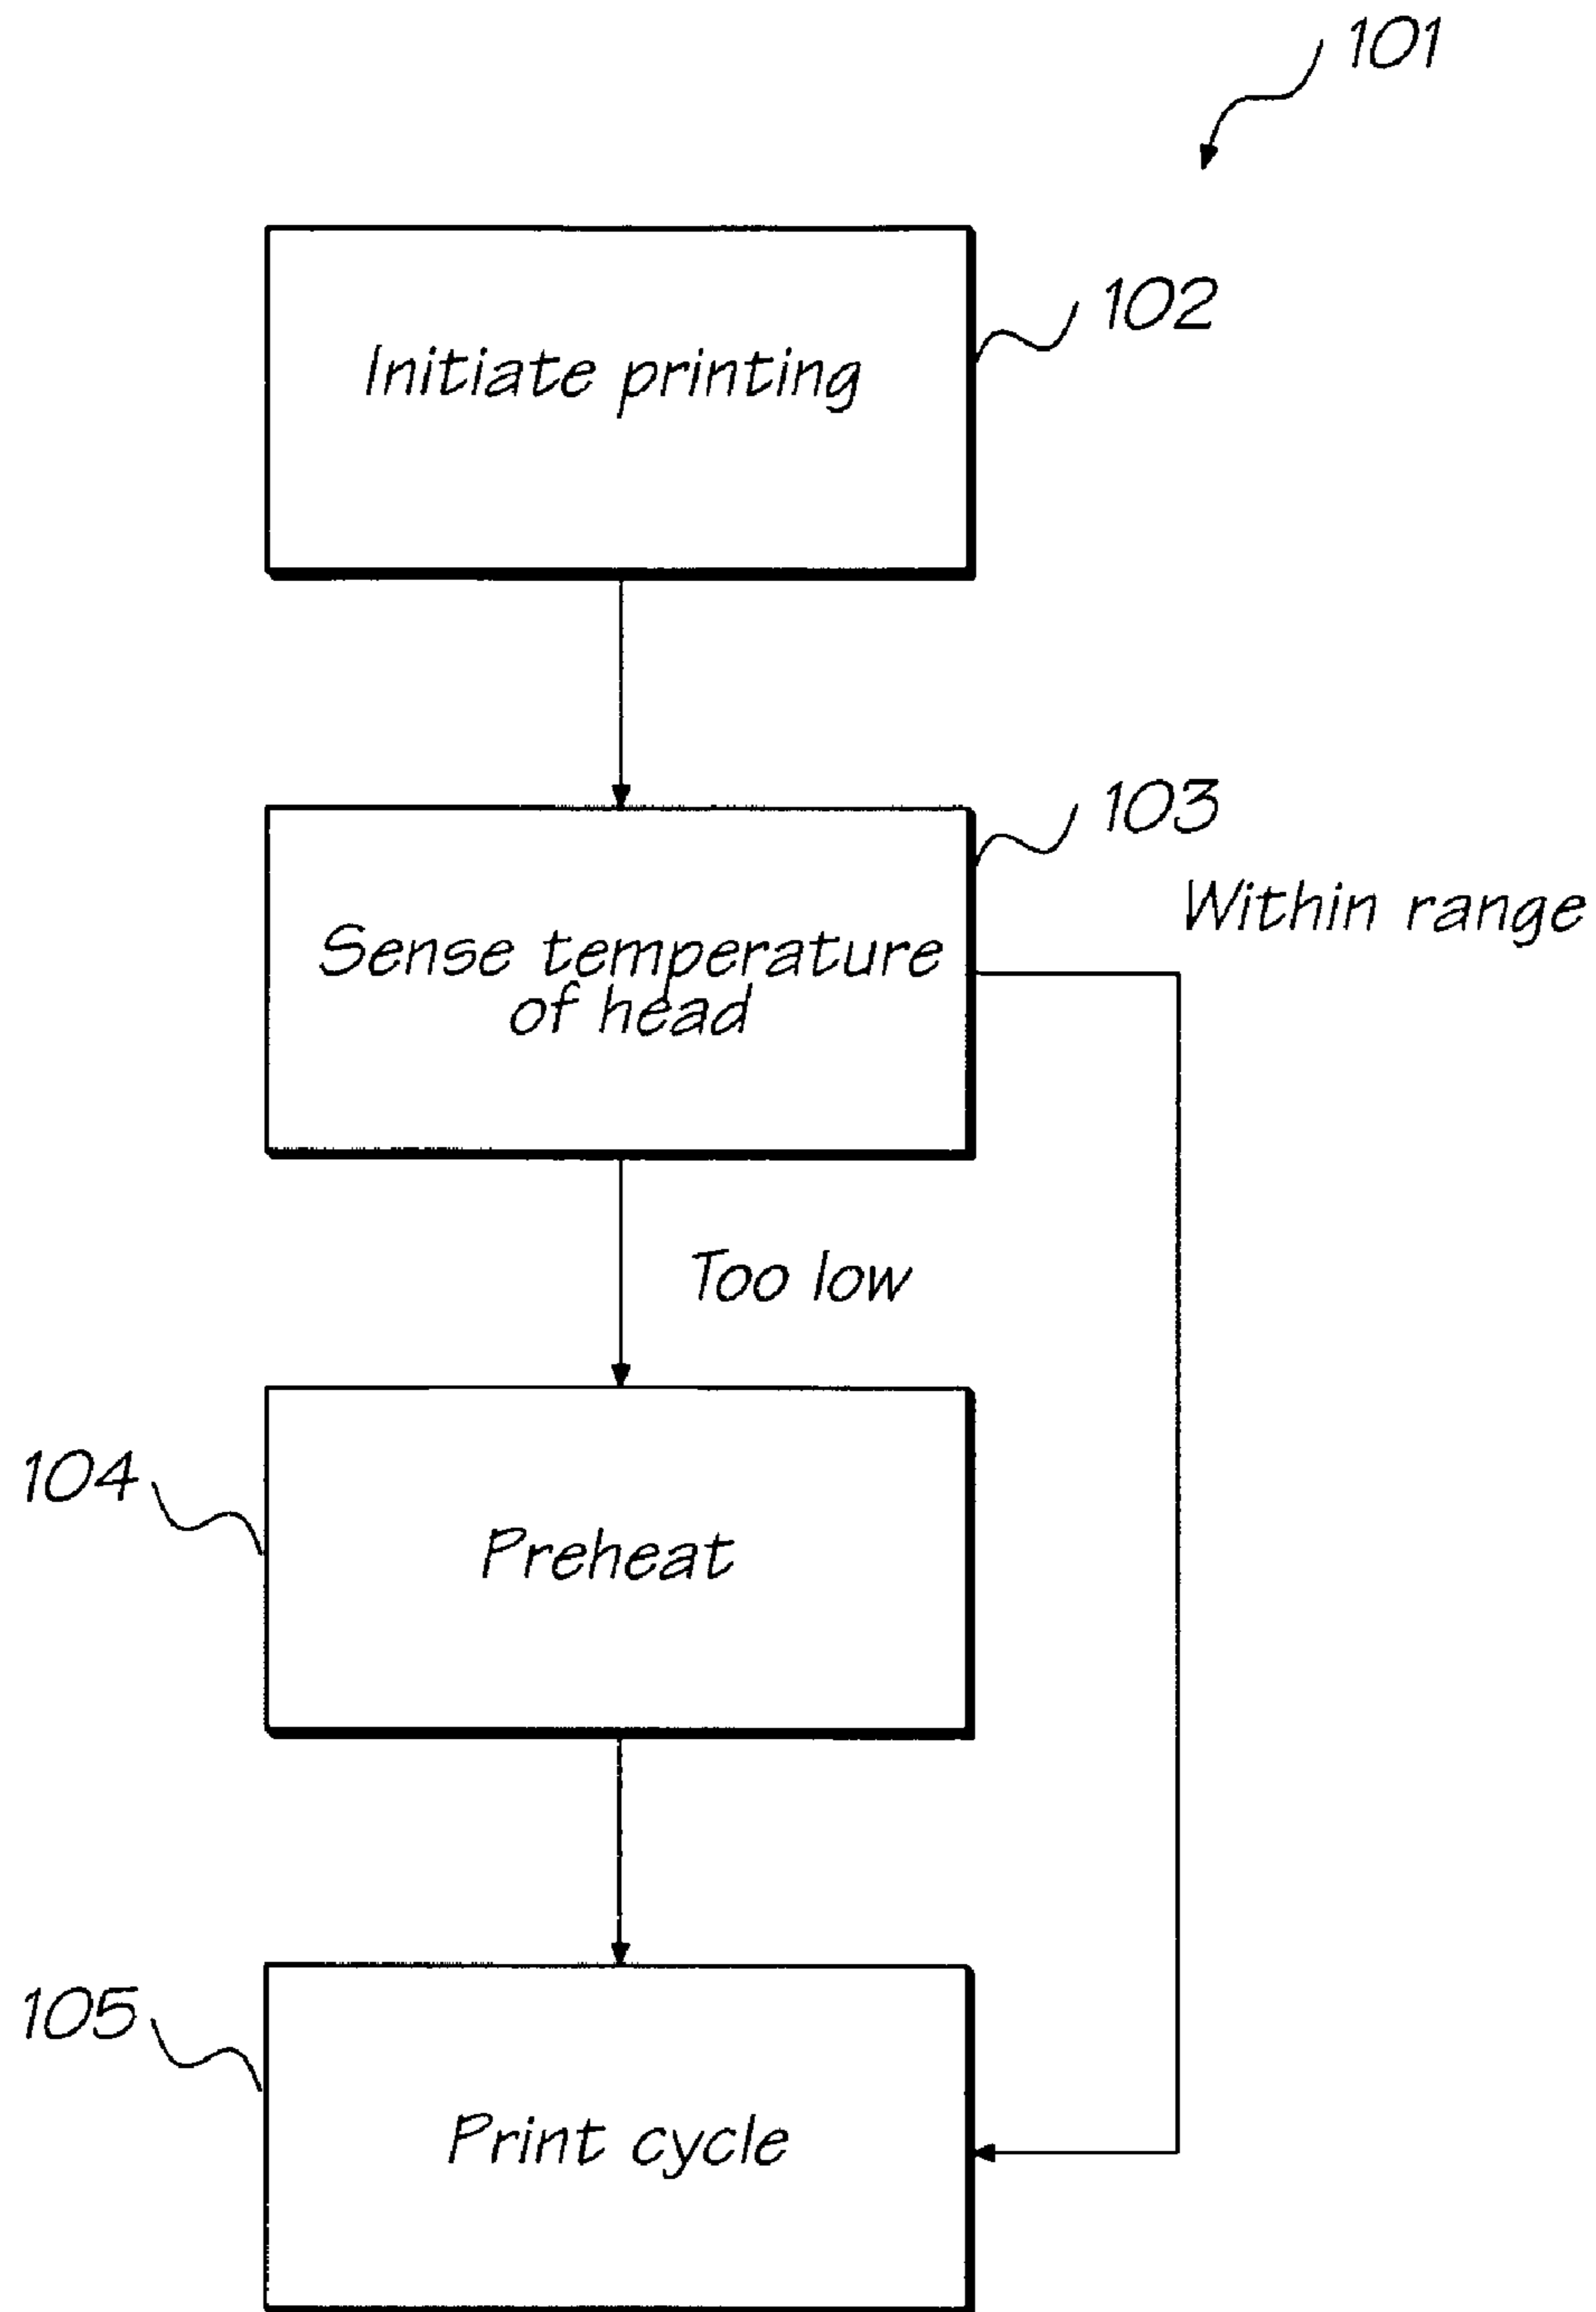 101
Initiate printing
102
103
Within range
Sense temperature
of head
Too low
104
Preheat
105
Print cycle